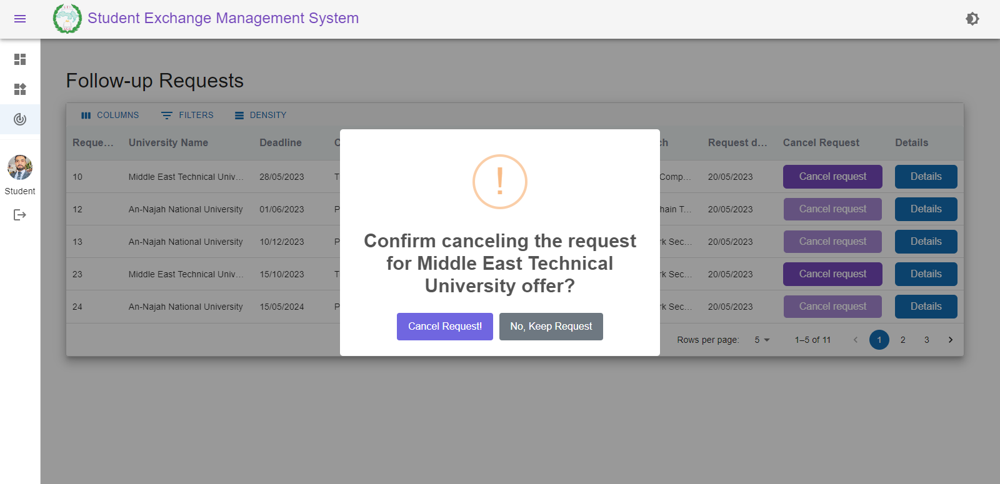 Student Exchange Management System
Follow-up Requests
COLUMNS FILTERS DENSITY
Reque... University Name Deadline Request d... Cancel Request Details
10 Middle East Technical Univ... 28/05/2023 Comp... 20/05/2023 Cancel request Details
12 An-Najah National University 01/06/2023 P hain T... 20/05/2023 Cancel request Details
13 An-Najah National University 10/12/2023 P rk Sec... 20/05/2023 Cancel request Details
23 Middle East Technical Univ... 15/10/2023 rk Sec... 20/05/2023 Cancel request Details
24 An-Najah National University 15/05/2024 P rk Sec... 20/05/2023 Cancel request Details
Rows per page: 5 1–5 of 11 1 2 3
Student
!
Confirm canceling the request
for Middle East Technical
University offer?
Cancel Request! No, Keep Request